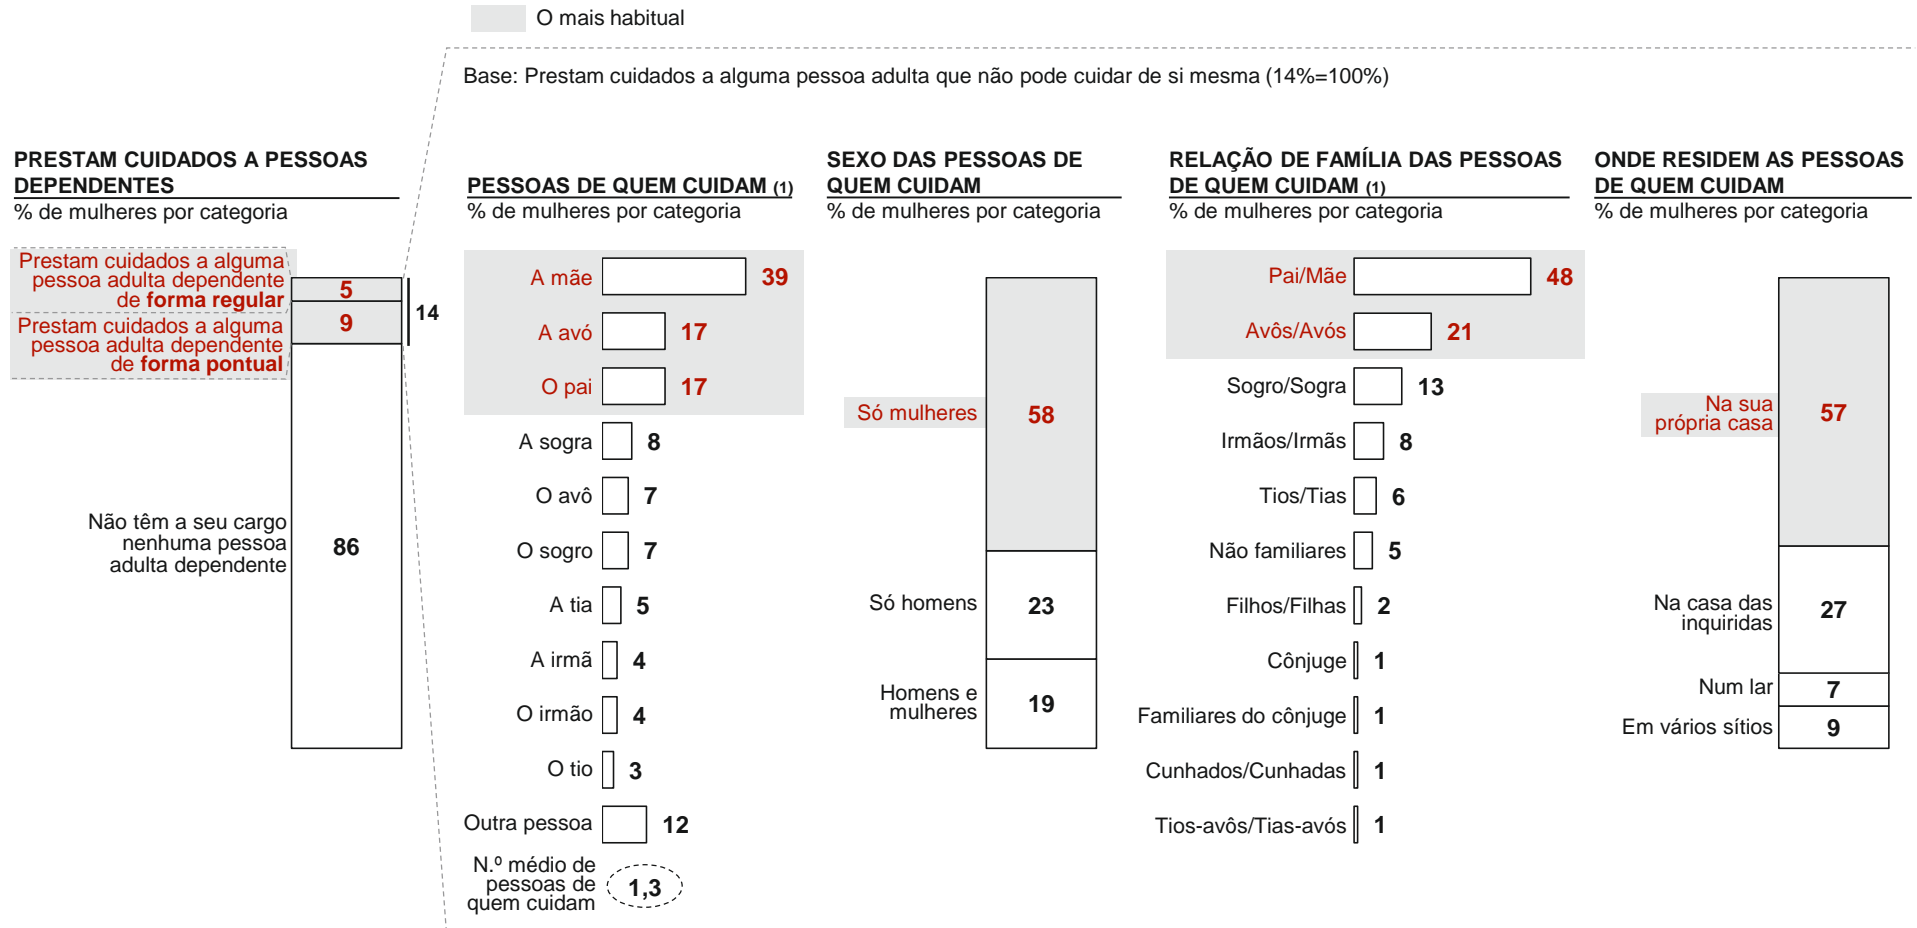 O mais habitual
Base: Prestam cuidados a alguma pessoa adulta que não pode cuidar de si mesma (14%=100%)
PRESTAM CUIDADOS A PESSOAS
DEPENDENTES
% de mulheres por categoria
Prestam cuidados a alguma
pessoa adulta dependente
de forma regular
5
Prestam cuidados a alguma
pessoa adulta dependente
de forma pontual
9
14
Não têm a seu cargo
nenhuma pessoa
adulta dependente
86
PESSOAS DE QUEM CUIDAM (1)
% de mulheres por categoria
A mãe 39
A avó 17
O pai 17
A sogra 8
O avô 7
O sogro 7
A tia 5
A irmã 4
O irmão 4
O tio 3
Outra pessoa 12
N.º médio de
pessoas de
quem cuidam
1,3
SEXO DAS PESSOAS DE
QUEM CUIDAM
% de mulheres por categoria
Só mulheres 58
Só homens 23
Homens e
mulheres
19
RELAÇÃO DE FAMÍLIA DAS PESSOAS
DE QUEM CUIDAM (1)
% de mulheres por categoria
Pai/Mãe 48
Avôs/Avós 21
Sogro/Sogra 13
Irmãos/Irmãs 8
Tios/Tias 6
Não familiares 5
Filhos/Filhas 2
Cônjuge 1
Familiares do cônjuge 1
Cunhados/Cunhadas 1
Tios-avôs/Tias-avós 1
ONDE RESIDEM AS PESSOAS
DE QUEM CUIDAM
% de mulheres por categoria
Na sua
própria casa
57
Na casa das
inquiridas
27
Num lar 7
Em vários sítios 9